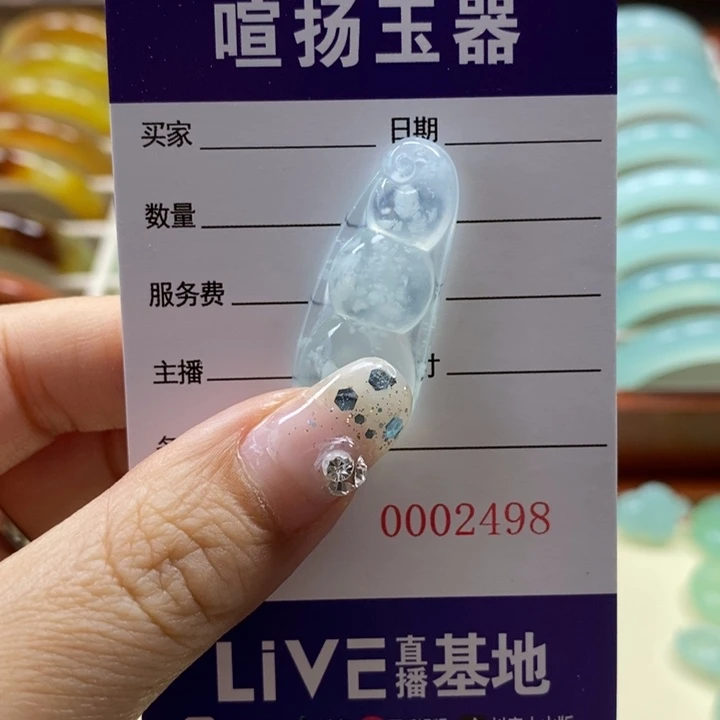 喧扬玉器
买家 日期
数量
服务费
主播
0002498
LiVE直播基地